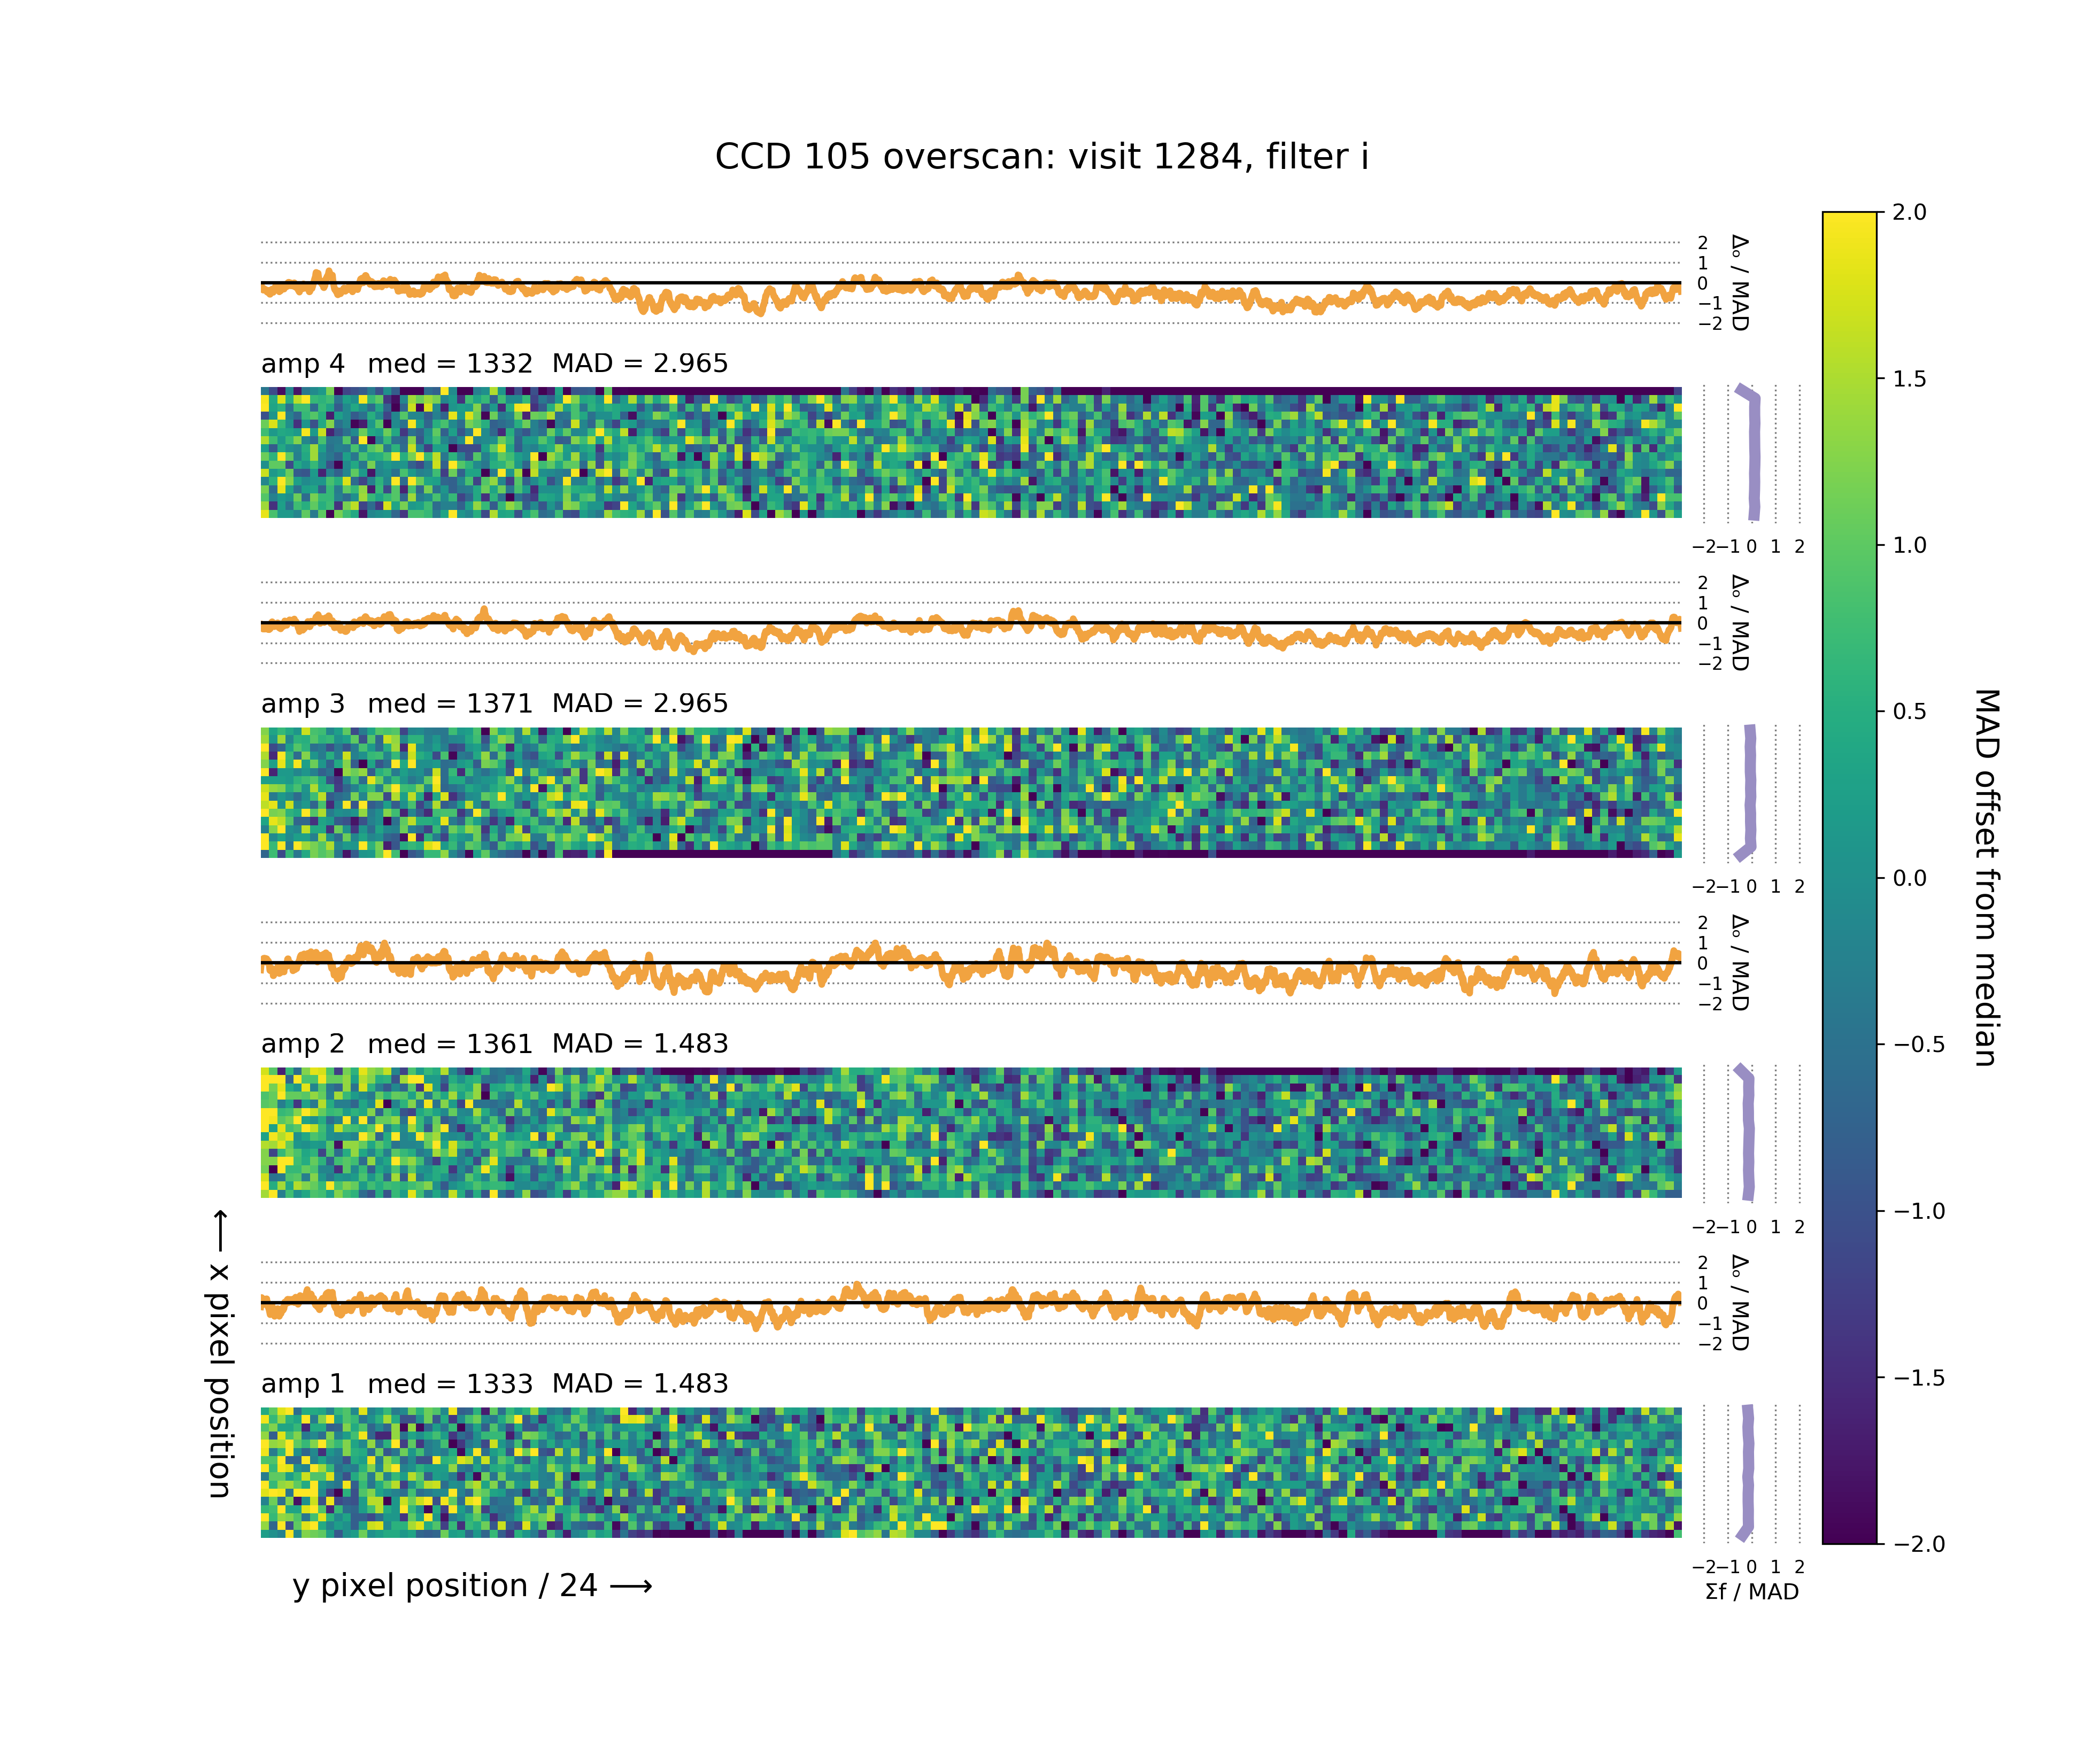 CCD 105 overscan: visit 1284, filter i
2
1
0
−1
−2
Δₒ / MAD
amp 4 med = 1332 MAD = 2.965
−2 −1 0 1 2
2
1
0
−1
−2
Δₒ / MAD
amp 3 med = 1371 MAD = 2.965
−2 −1 0 1 2
2
1
0
−1
−2
Δₒ / MAD
amp 2 med = 1361 MAD = 1.483
−2 −1 0 1 2
2
1
0
−1
−2
Δₒ / MAD
amp 1 med = 1333 MAD = 1.483
−2 −1 0 1 2
Σf / MAD
y pixel position / 24 ⟶
⟵ x pixel position
2.0
1.5
1.0
0.5
0.0
−0.5
−1.0
−1.5
−2.0
MAD offset from median